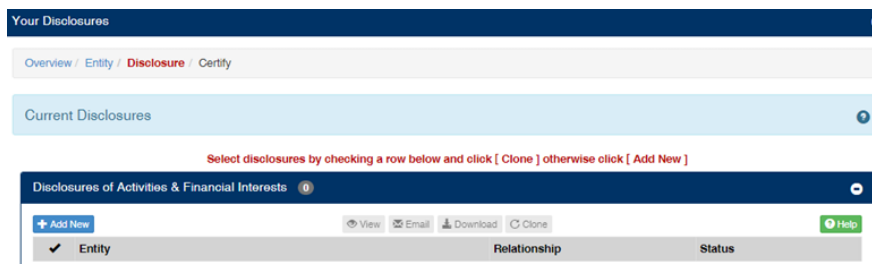 Your Disclosures
Overview / Entity / Disclosure / Certify
Current Disclosures
Select disclosures by checking a row below and click [ Clone ] otherwise click [ Add New ]
Disclosures of Activities & Financial Interests 0
Add New View Email Download Clone Help
Entity Relationship Status